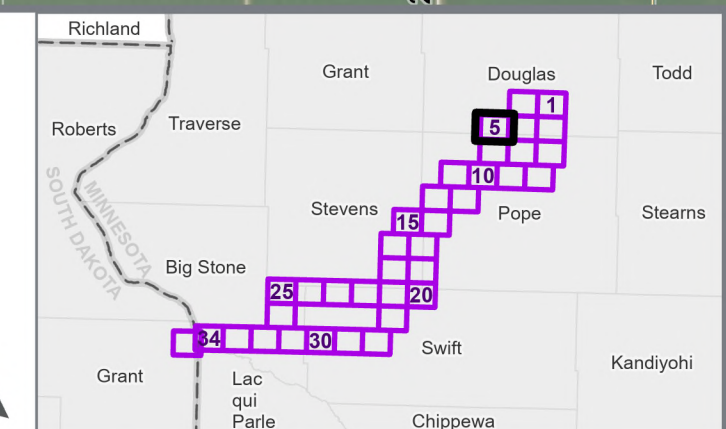 Richland
Grant
Douglas
Todd
1
Roberts
Traverse
5
SOUTH DAKOTA
MINNESOTA
10
Stevens
15
Pope
Stearns
Big Stone
25
20
34
30
Swift
Kandiyohi
Grant
Lac
qui
Parle
Chippewa